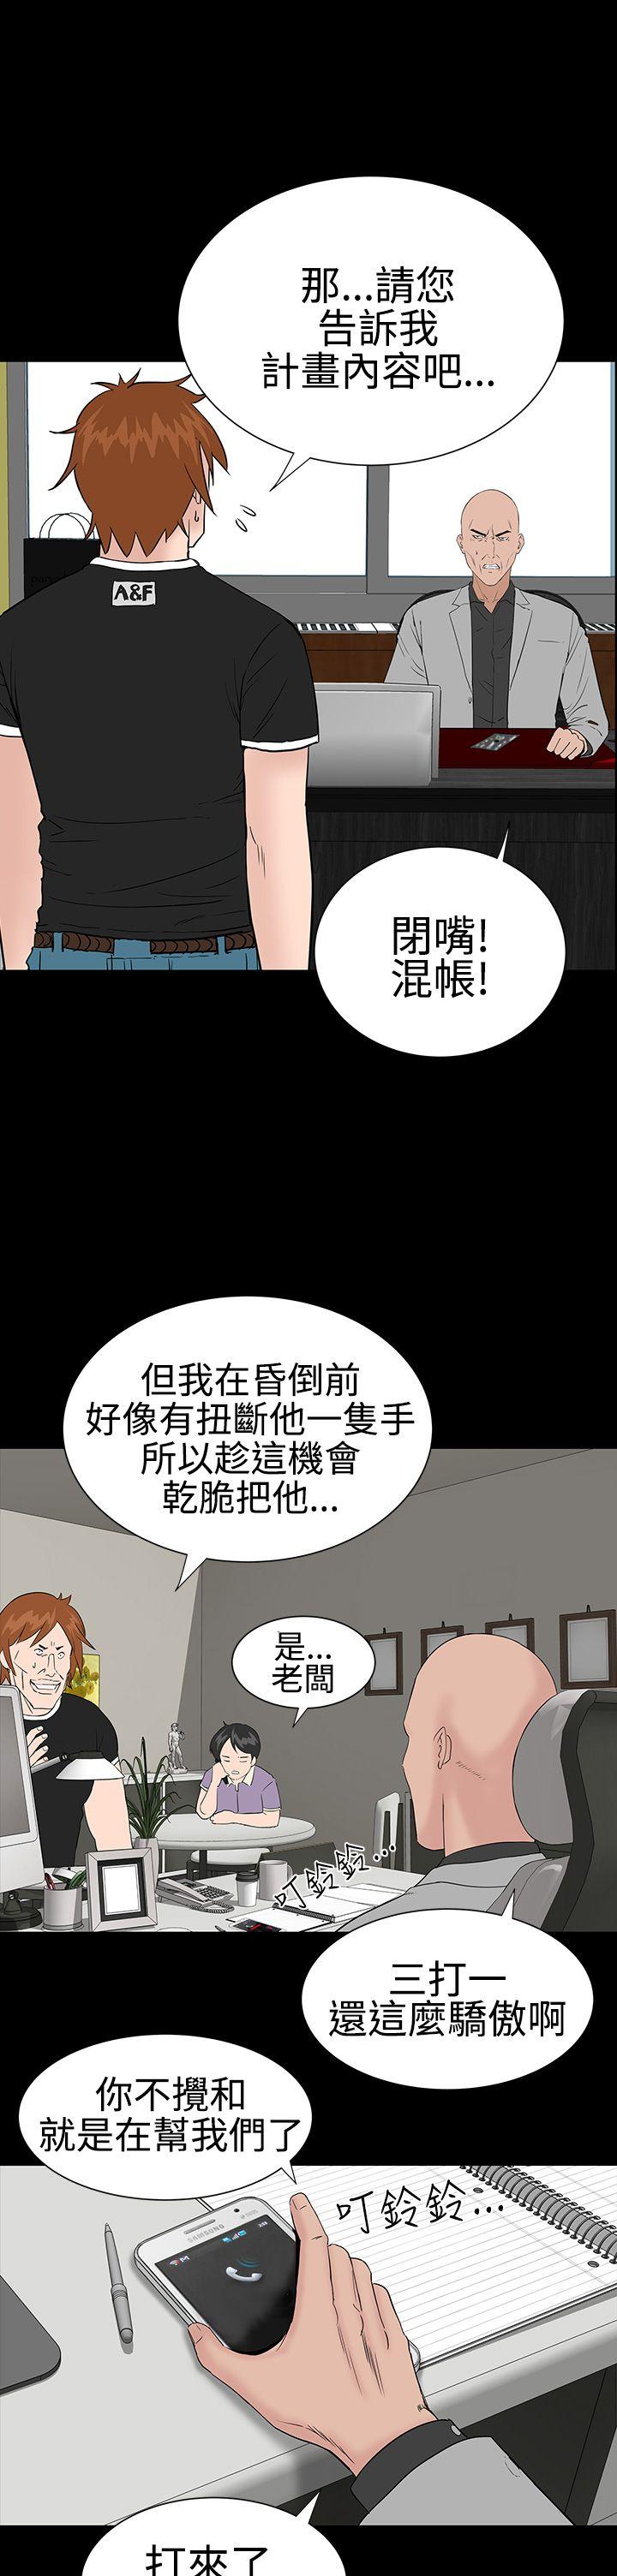 那...請您
告訴我
計畫內容吧...
A&F
閉嘴!
混帳!
但我在昏倒前
好像有扭斷他一隻手
所以趁這機會
乾脆把他...
是...
老闆
叮鈴鈴...
三打一
還這麼驕傲啊
你不攪和
就是在幫我們了
叮鈴鈴...
SAMSUNG
打來了